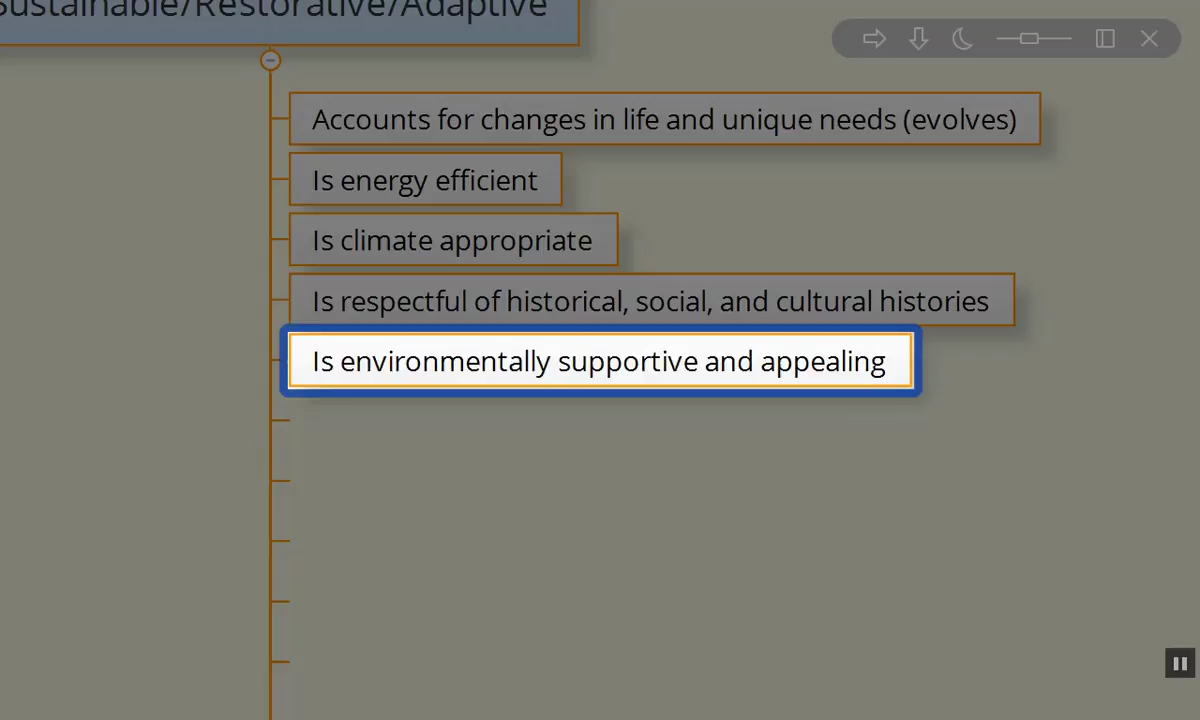 Sustainable/Restorative/Adaptive
Accounts for changes in life and unique needs (evolves)
Is energy efficient
Is climate appropriate
Is respectful of historical, social, and cultural histories
Is environmentally supportive and appealing